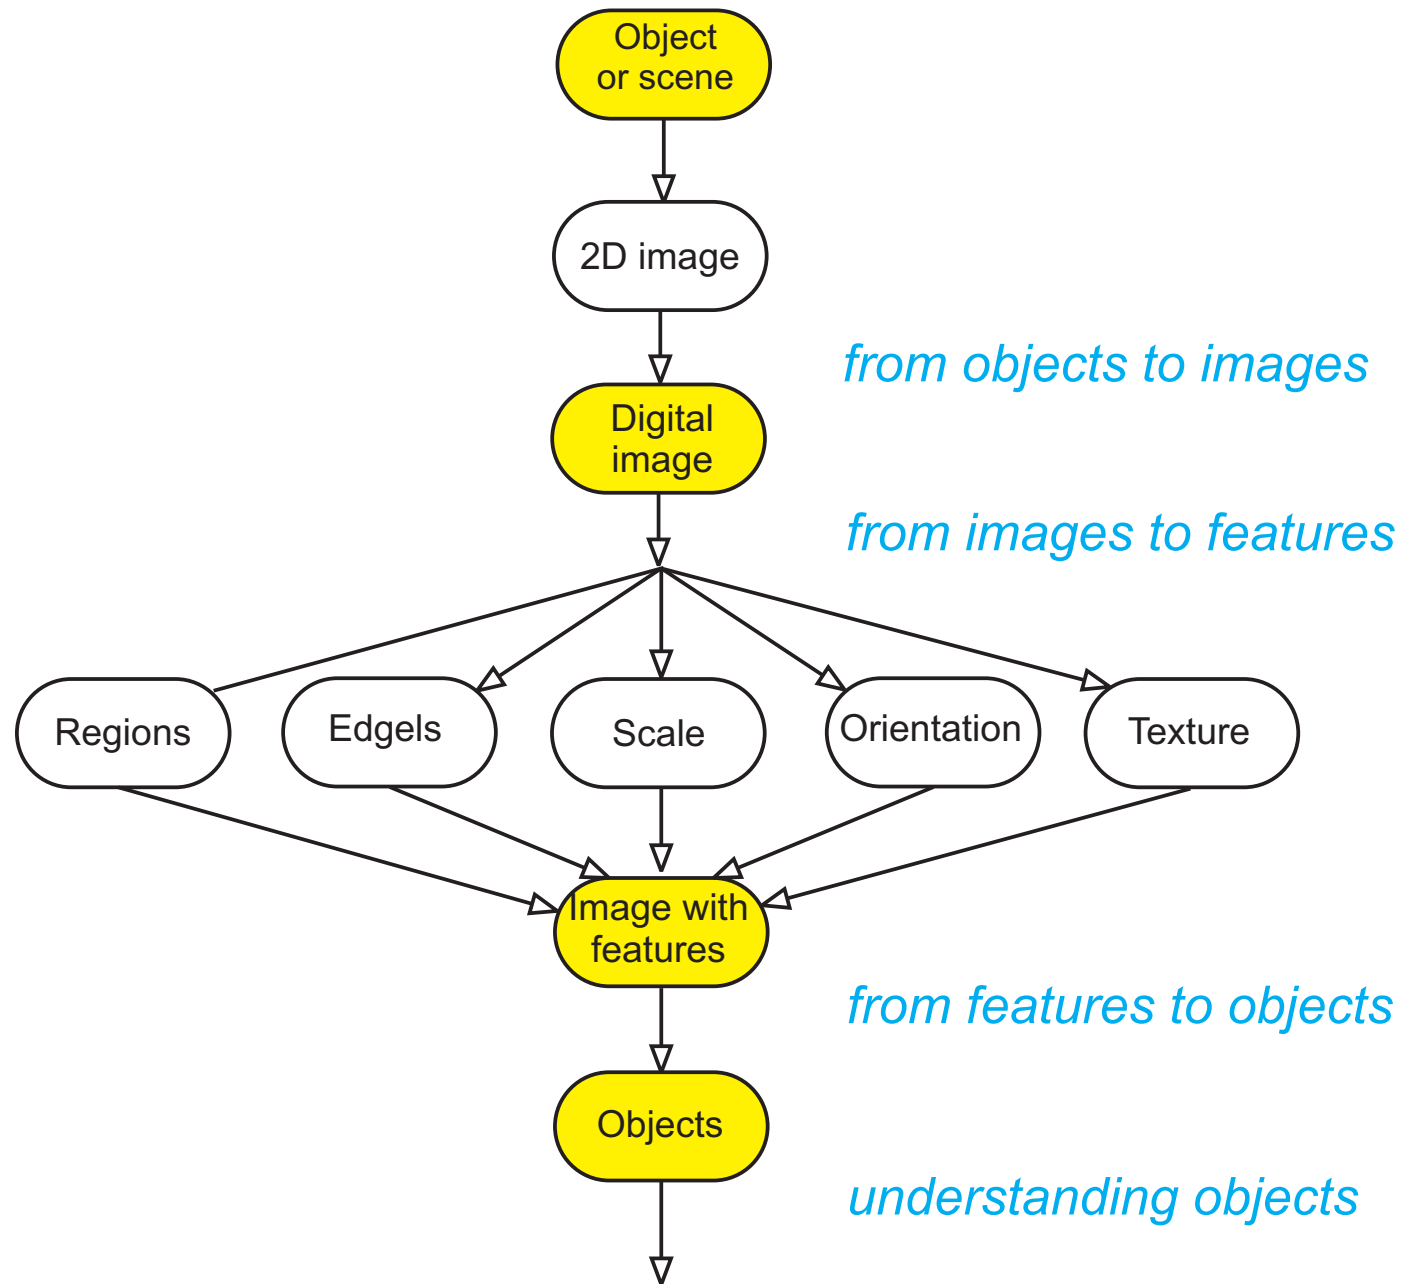 Object
or scene
2D image
from objects to images
Digital
image
from images to features
Regions
Edgels
Scale
Orientation
Texture
Image with
features
from features to objects
Objects
understanding objects